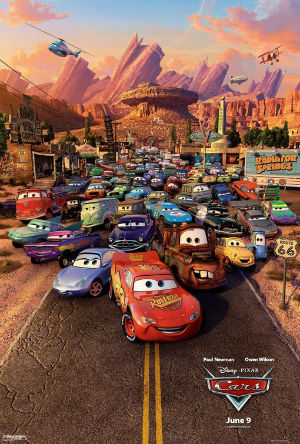 RADIATOR
SPRINGS
66
Rust-eze
95
Paul Newman Owen Wilson
Disney PIXAR
Cars
June 9